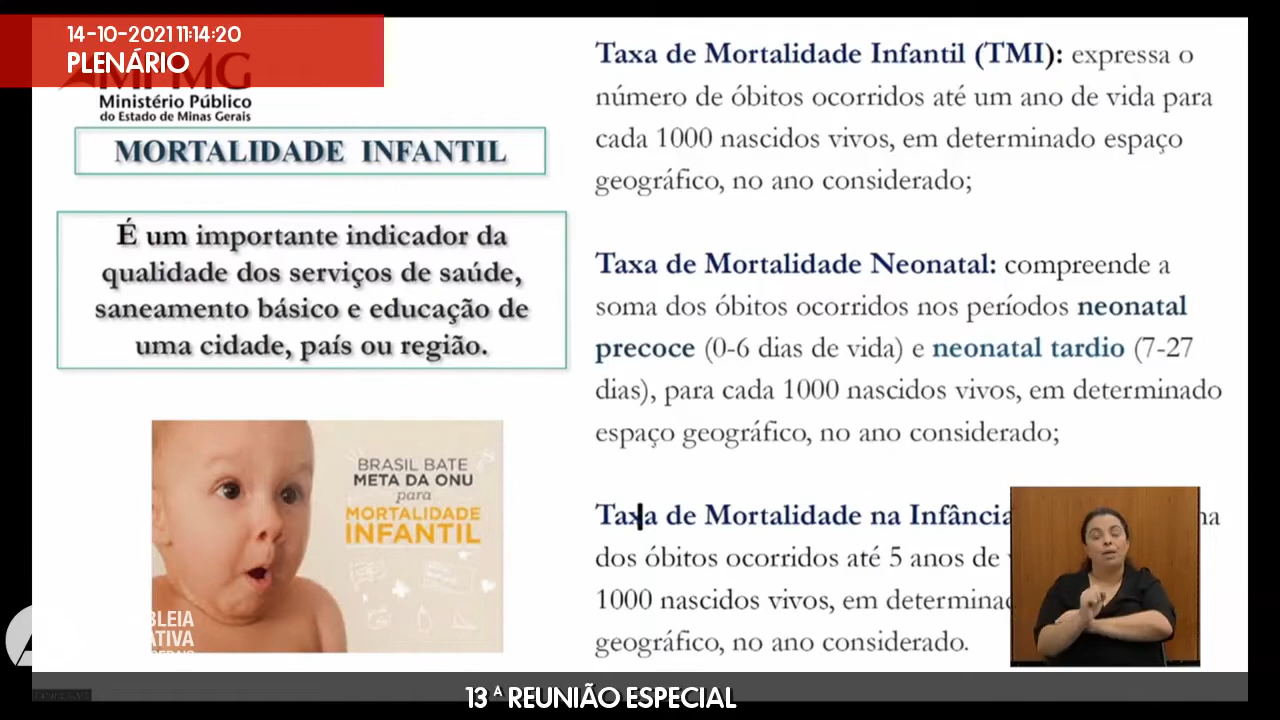 14-10-2021 11:14:20
PLENÁRIO
MPMG
Ministério Público
do Estado de Minas Gerais
MORTALIDADE INFANTIL
É um importante indicador da
qualidade dos serviços de saúde,
saneamento básico e educação de
uma cidade, país ou região.
BRASIL BATE
META DA ONU
para
MORTALIDADE
INFANTIL
Taxa de Mortalidade Infantil (TMI): expressa o
número de óbitos ocorridos até um ano de vida para
cada 1000 nascidos vivos, em determinado espaço
geográfico, no ano considerado;
Taxa de Mortalidade Neonatal: compreende a
soma dos óbitos ocorridos nos períodos neonatal
precoce (0-6 dias de vida) e neonatal tardio (7-27
dias), para cada 1000 nascidos vivos, em determinado
espaço geográfico, no ano considerado;
Taxa de Mortalidade na Infância
dos óbitos ocorridos até 5 anos de
1000 nascidos vivos, em
geográfico, no ano considerado.
13ª REUNIÃO ESPECIAL